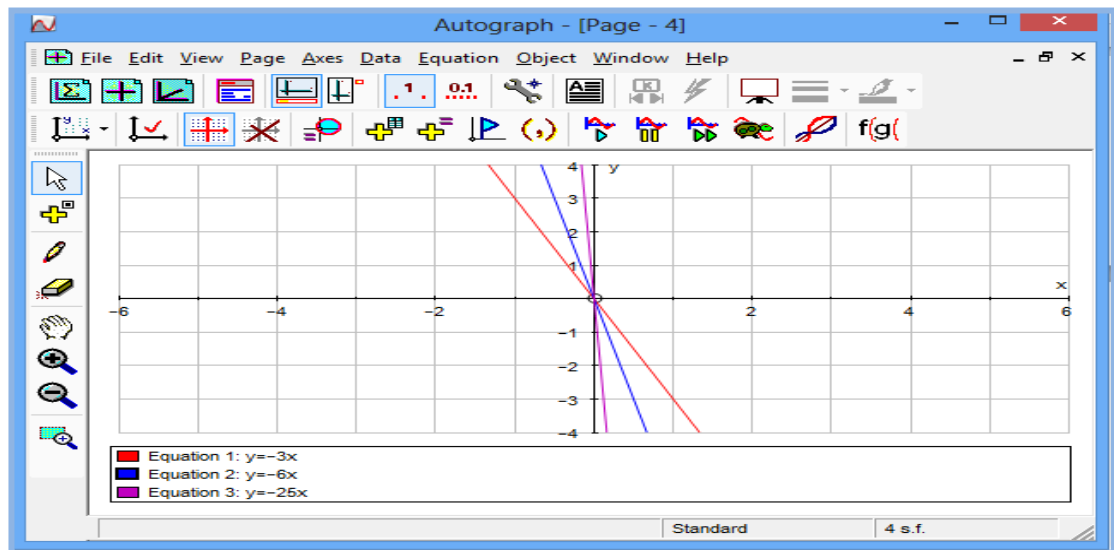 Autograph - [Page - 4]
File Edit View Page Axes Data Equation Object Window Help
Σ .1. 0.1
f(g(
4 y
3
2
1
x
-6 -4 -2 2 4 6
-1
-2
-3
-4
Equation 1: y=-3x
Equation 2: y=-6x
Equation 3: y=-25x
Standard 4 s.f.